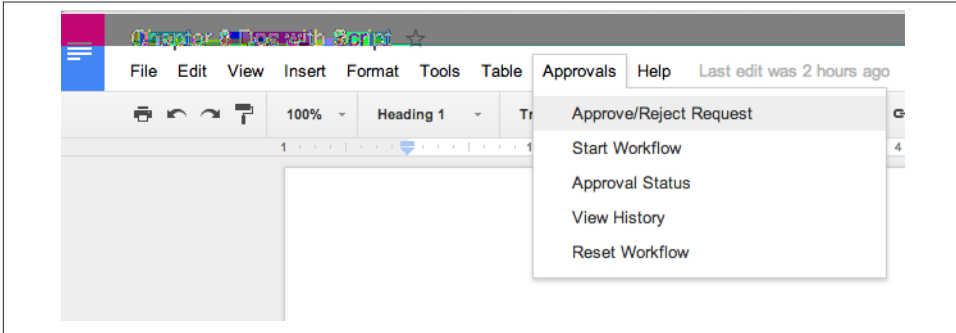 Chapter 8 Doc with Script
File Edit View Insert Format Tools Table Approvals Help Last edit was 2 hours ago
100% Heading 1 Tr
1 1 4
Approve/Reject Request
Start Workflow
Approval Status
View History
Reset Workflow